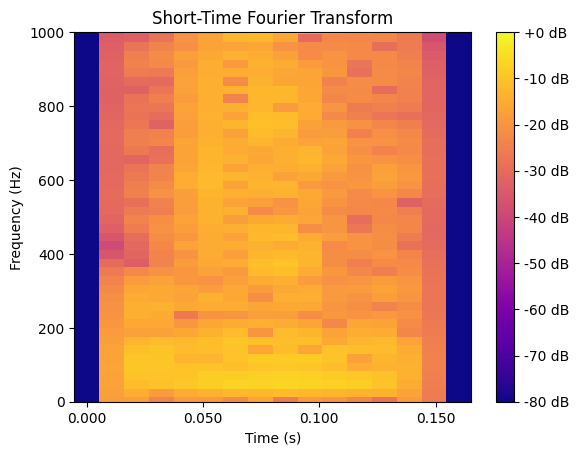 Short-Time Fourier Transform
1000
800
600
400
200
0
Frequency (Hz)
0.000
0.050
0.100
0.150
Time (s)
+0 dB
-10 dB
-20 dB
-30 dB
-40 dB
-50 dB
-60 dB
-70 dB
-80 dB